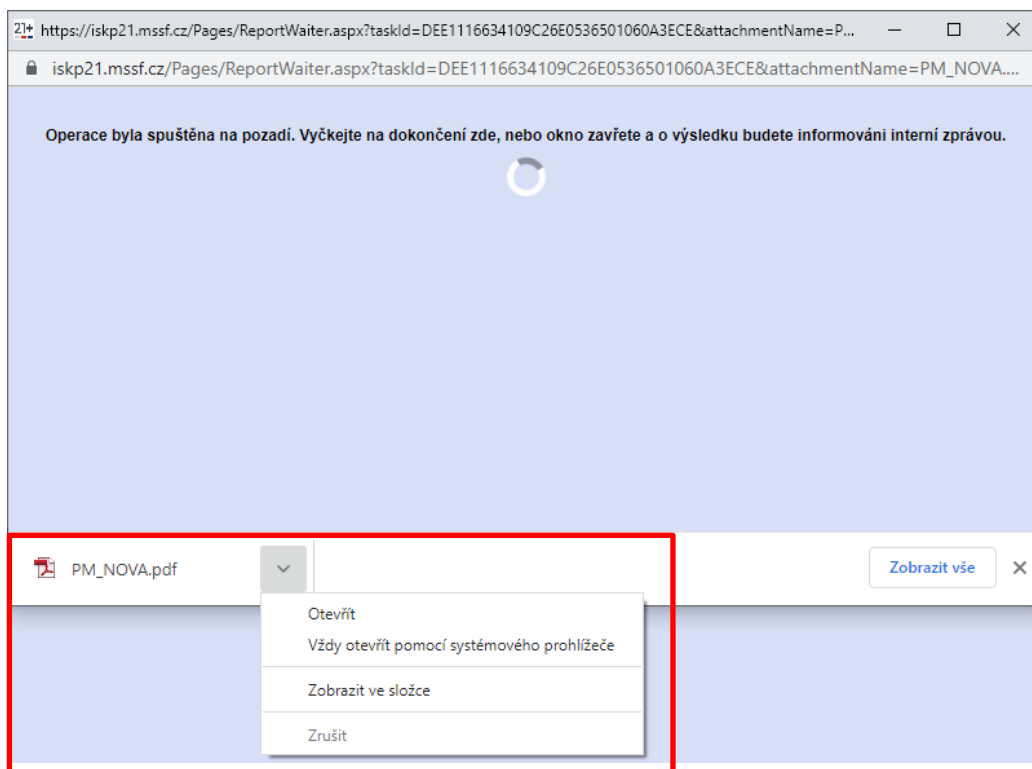 21+ https://iskp21.mssf.cz/Pages/ReportWaiter.aspx?taskId=DEE1116634109C26E0536501060A3ECE&attachmentName=P...
iskp21.mssf.cz/Pages/ReportWaiter.aspx?taskId=DEE1116634109C26E0536501060A3ECE&attachmentName=PM_NOVA....
Operace byla spuštěna na pozadí. Vyčkejte na dokončení zde, nebo okno zavřete a o výsledku budete informováni interní zprávou.
PM_NOVA.pdf
Zobrazit vše
Otevřít
Vždy otevřít pomocí systémového prohlížeče
Zobrazit ve složce
Zrušit